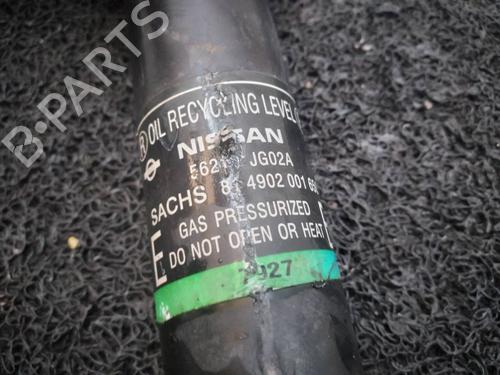 B-PARTS
® OIL RECYCLING LEVEL
NISSAN
JG02A
SACHS 4902 001
GAS PRESSURIZED
E DO NOT OPEN OR HEAT